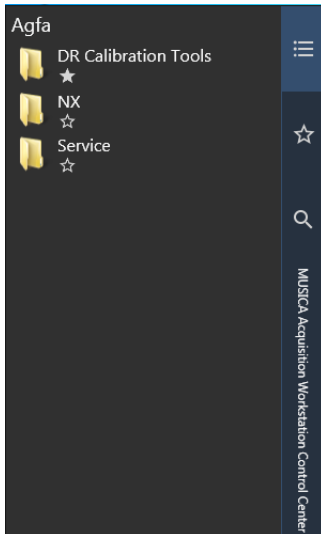 Agfa
DR Calibration Tools
NX
Service
MUSICA Acquisition Workstation Control Center